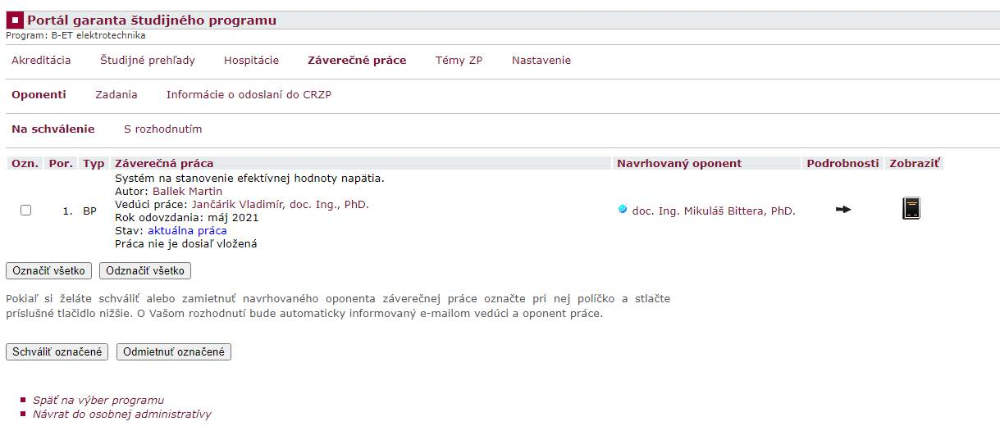 Portál garanta študijného programu
Program: B-ET elektrotechnika
Akreditácia Študijné prehľady Hospitácie Záverečné práce Témy ZP Nastavenie
Oponenti Zadania Informácie o odoslaní do CRZP
Na schválenie S rozhodnutím
Ozn. Por. Typ Záverečná práca Navrhovaný oponent Podrobnosti Zobraziť
Systém na stanovenie efektívnej hodnoty napätia.
Autor: Ballek Martin
Vedúci práce: Jančárik Vladimír, doc. Ing., PhD.
1. BP Rok odovzdania: máj 2021 doc. Ing. Mikuláš Bittera, PhD.
Stav: aktuálna práca
Práca nie je dosiaľ vložená
Označiť všetko Odznačiť všetko
Pokiaľ si želáte schváliť alebo zamietnuť navrhovaného oponenta záverečnej práce označte pri nej políčko a stlačte
príslušné tlačidlo nižšie. O Vašom rozhodnutí bude automaticky informovaný e-mailom vedúci a oponent práce.
Schváliť označené Odmietnuť označené
Späť na výber programu
Návrat do osobnej administratívy